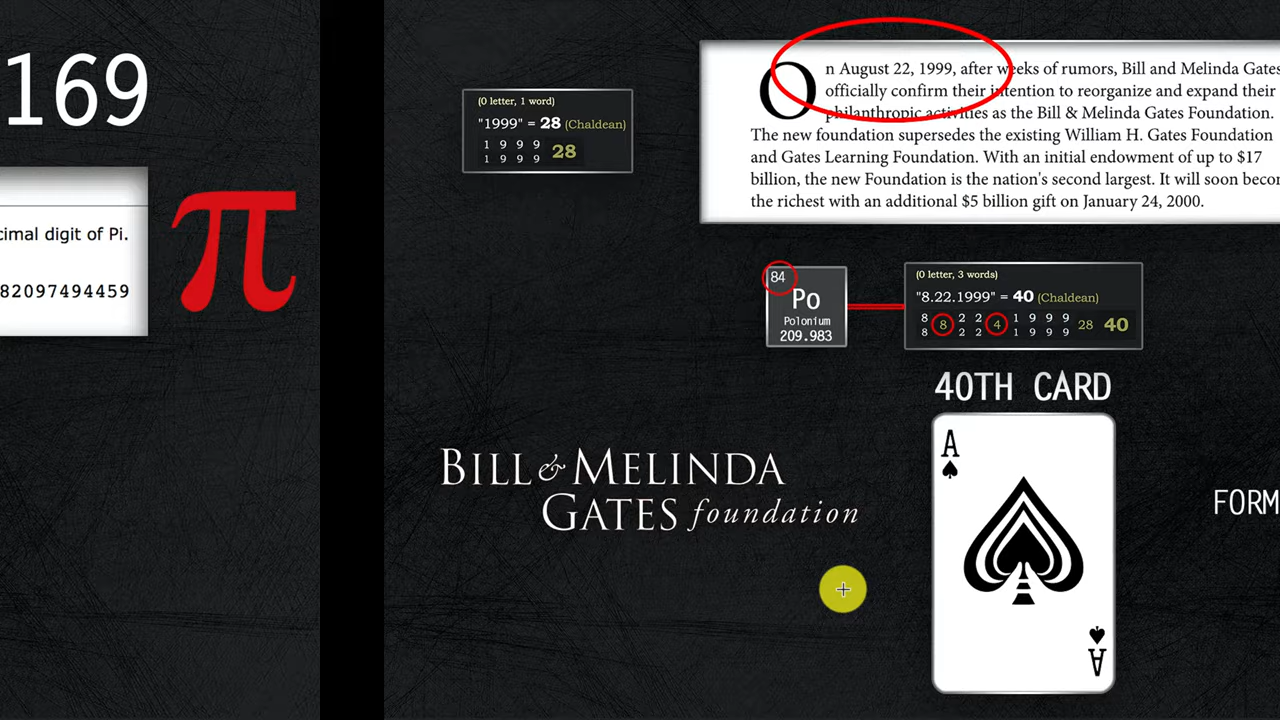 169
cimal digit of Pi.
82097494459
π
(0 letter, 1 word)
"1999" = 28 (Chaldean)
1 9 9 9
1 9 9 9 28
On August 22, 1999, after weeks of rumors, Bill and Melinda Gates
officially confirm their intention to reorganize and expand their
philanthropic activities as the Bill & Melinda Gates Foundation.
The new foundation supersedes the existing William H. Gates Foundation
and Gates Learning Foundation. With an initial endowment of up to $17
billion, the new Foundation is the nation's second largest. It will soon becom
the richest with an additional $5 billion gift on January 24, 2000.
84
Po
Polonium
209.983
(0 letter, 3 words)
"8.22.1999" = 40 (Chaldean)
8 8 2 2 4 1 9 9 9 28 40
8 2 2 1 9 9 9
40TH CARD
A
A
BILL & MELINDA
GATES foundation
FORM